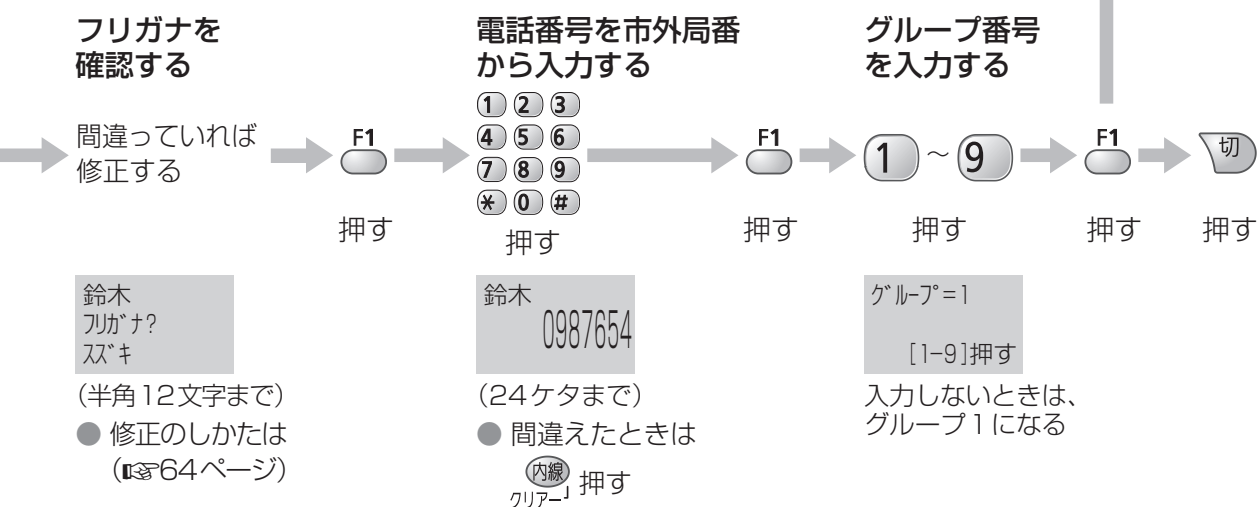 フリガナを
確認する
間違っていれば
修正する
F1
押す
鈴木
ﾌﾘｶﾞﾅ?
ｽｽﾞｷ
(半角12文字まで)
● 修正のしかたは
(☞64ページ)
電話番号を市外局番
から入力する
1 2 3
4 5 6
7 8 9
* 0 #
押す
鈴木
0987654
(24ケタまで)
● 間違えたときは
内線
クリアー 押す
F1
押す
グループ番号
を入力する
1 ~ 9
押す
ｸﾞﾙｰﾌﾟ=1
[1-9]押す
入力しないときは、
グループ1になる
F1
押す
切
押す